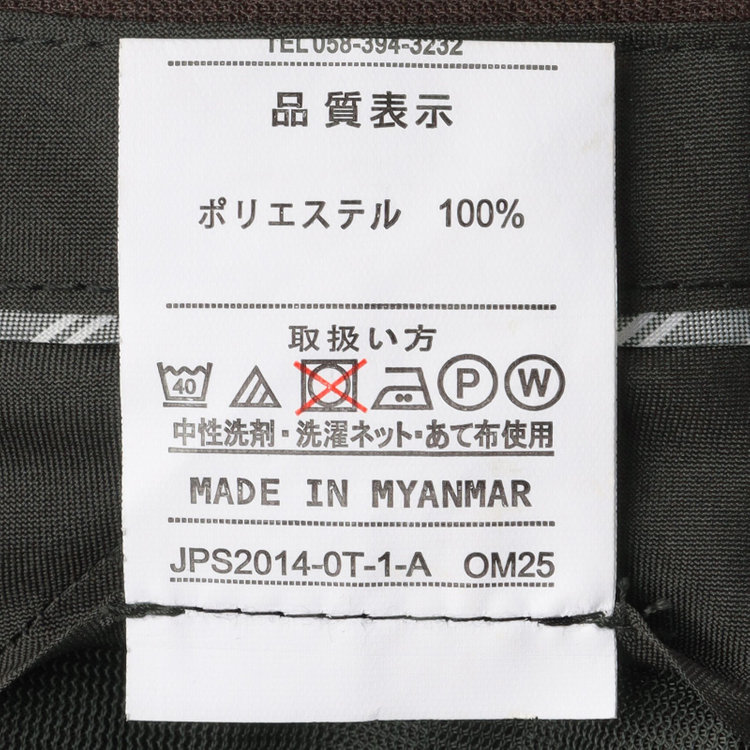 TEL 058-394-3232
品質表示
ポリエステル 100%
取扱い方
40 P W
中性洗剤・洗濯ネット・あて布使用
MADE IN MYANMAR
JPS2014-0T-1-A OM25